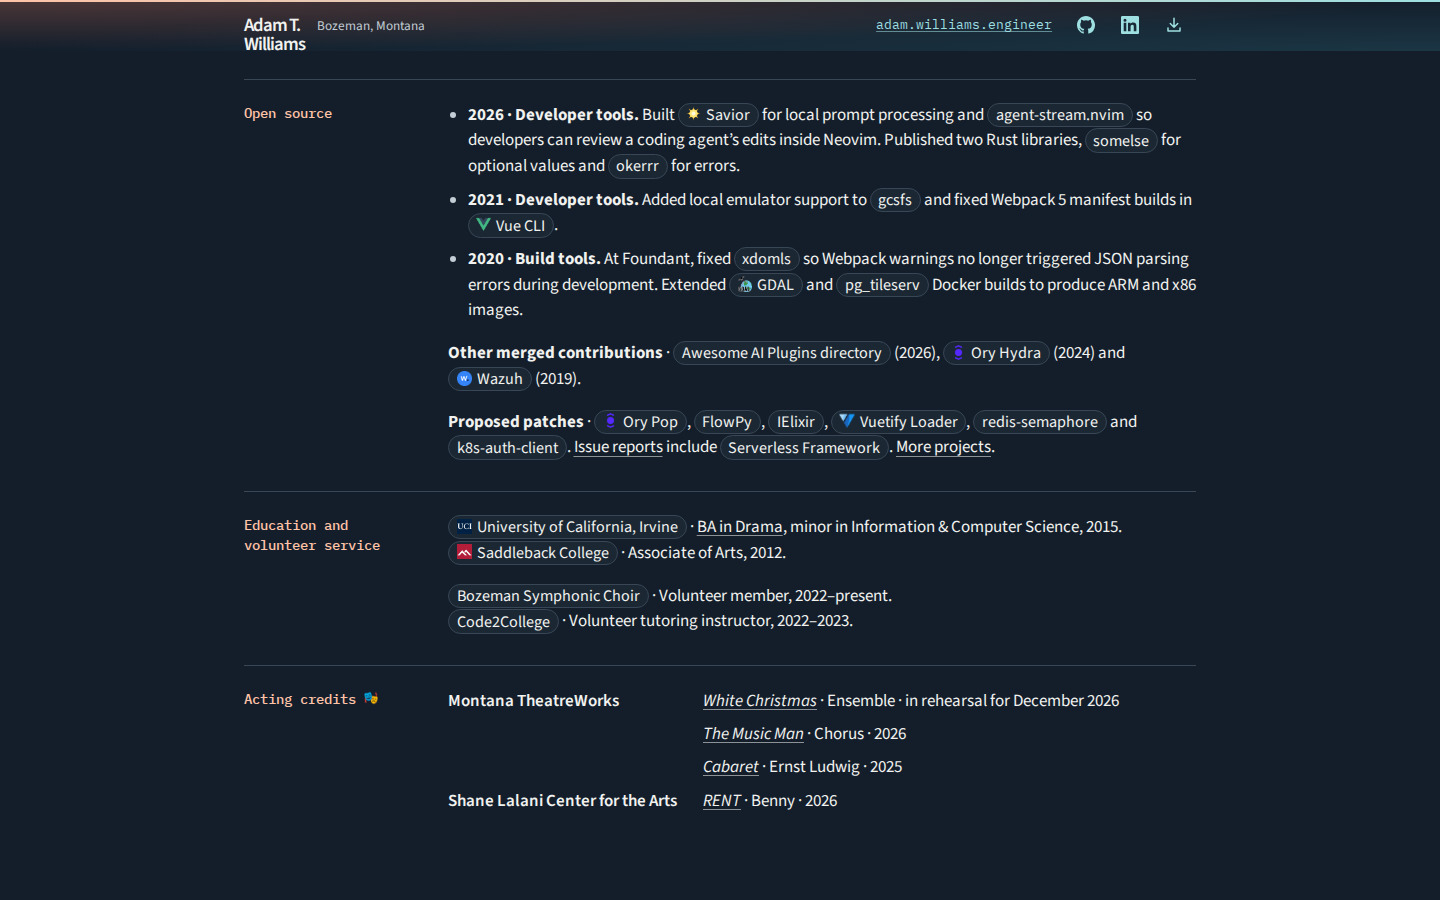 Adam T. Williams
Bozeman, Montana
adam.williams.engineer
Open source
2026 · Developer tools. Built Savior for local prompt processing and agent-stream.nvim so
developers can review a coding agent’s edits inside Neovim. Published two Rust libraries, somelse for
optional values and okerrr for errors.
2021 · Developer tools. Added local emulator support to gcsfs and fixed Webpack 5 manifest builds in
Vue CLI.
2020 · Build tools. At Foundant, fixed xdomls so Webpack warnings no longer triggered JSON parsing
errors during development. Extended GDAL and pg_tileserv Docker builds to produce ARM and x86
images.
Other merged contributions · Awesome AI Plugins directory (2026), Ory Hydra (2024) and
Wazuh (2019).
Proposed patches · Ory Pop, FlowPy, IElixir, Vuetify Loader, redis-semaphore and
k8s-auth-client. Issue reports include Serverless Framework. More projects.
Education and
volunteer service
UCI University of California, Irvine · BA in Drama, minor in Information & Computer Science, 2015.
Saddleback College · Associate of Arts, 2012.
Bozeman Symphonic Choir · Volunteer member, 2022–present.
Code2College · Volunteer tutoring instructor, 2022–2023.
Acting credits
Montana TheatreWorks
White Christmas · Ensemble · in rehearsal for December 2026
The Music Man · Chorus · 2026
Cabaret · Ernst Ludwig · 2025
Shane Lalani Center for the Arts
RENT · Benny · 2026